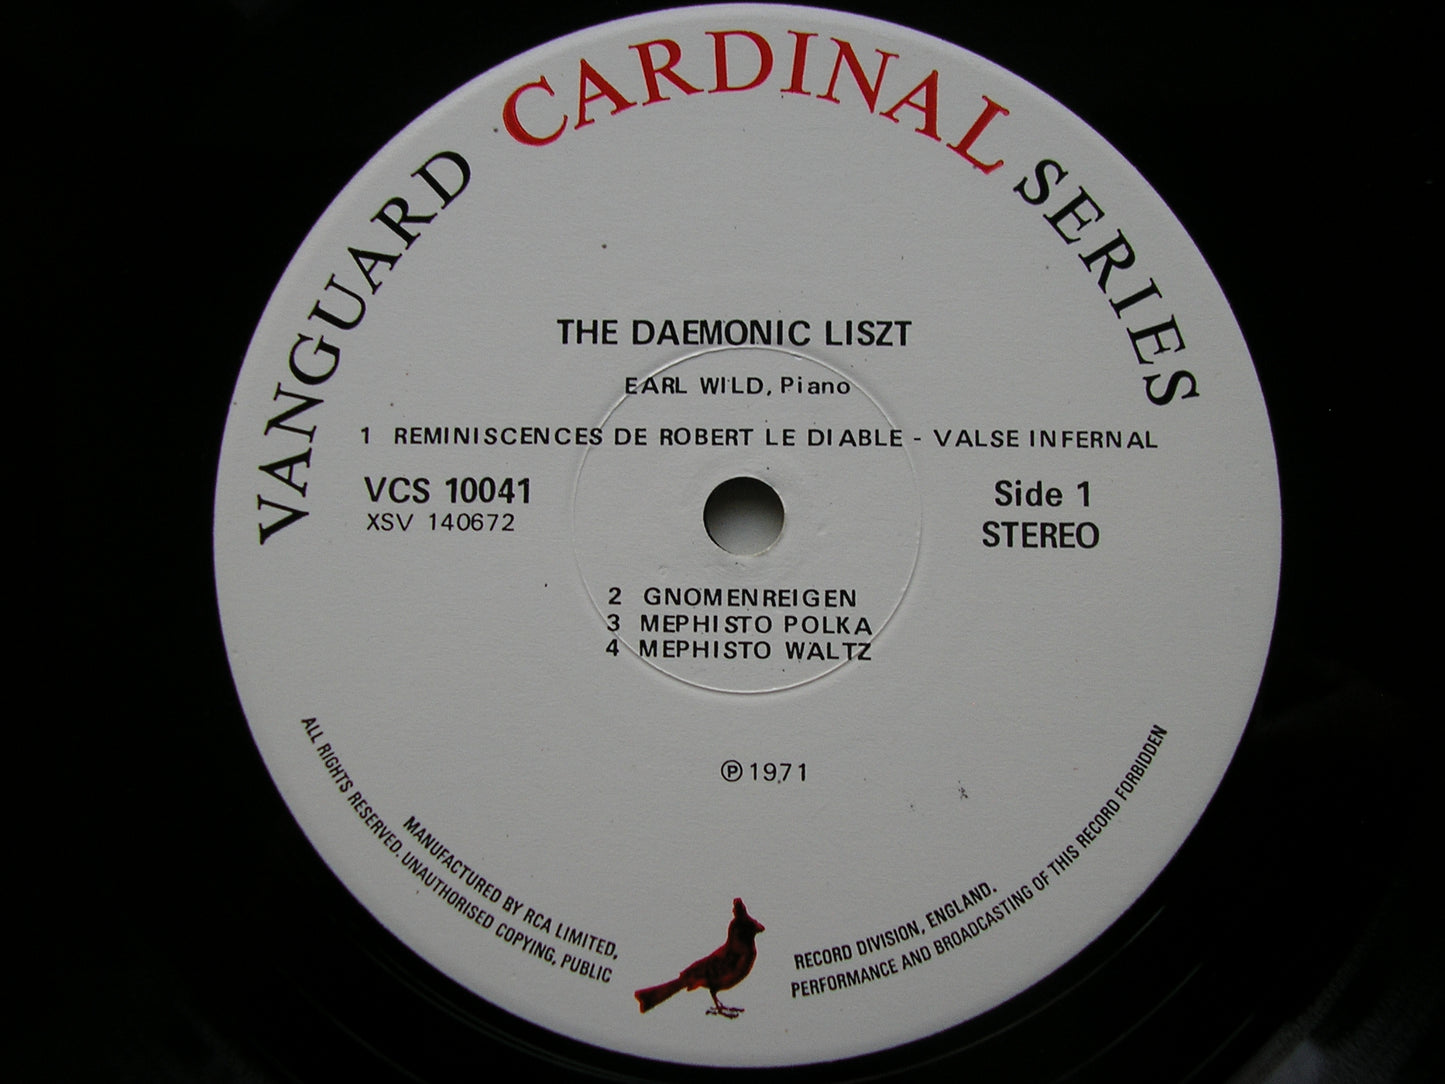 VANGUARD CARDINAL SERIES
THE DAEMONIC LISZT
EARL WILD, Piano
1 REMINISCENCES DE ROBERT LE DIABLE - VALSE INFERNAL
VCS 10041
XSV 140672
Side 1
STEREO
2 GNOMENREIGEN
3 MEPHISTO POLKA
4 MEPHISTO WALTZ
℗ 1971
MANUFACTURED BY RCA LIMITED, RECORD DIVISION, ENGLAND.
ALL RIGHTS RESERVED. UNAUTHORISED COPYING, PUBLIC PERFORMANCE AND BROADCASTING OF THIS RECORD FORBIDDEN